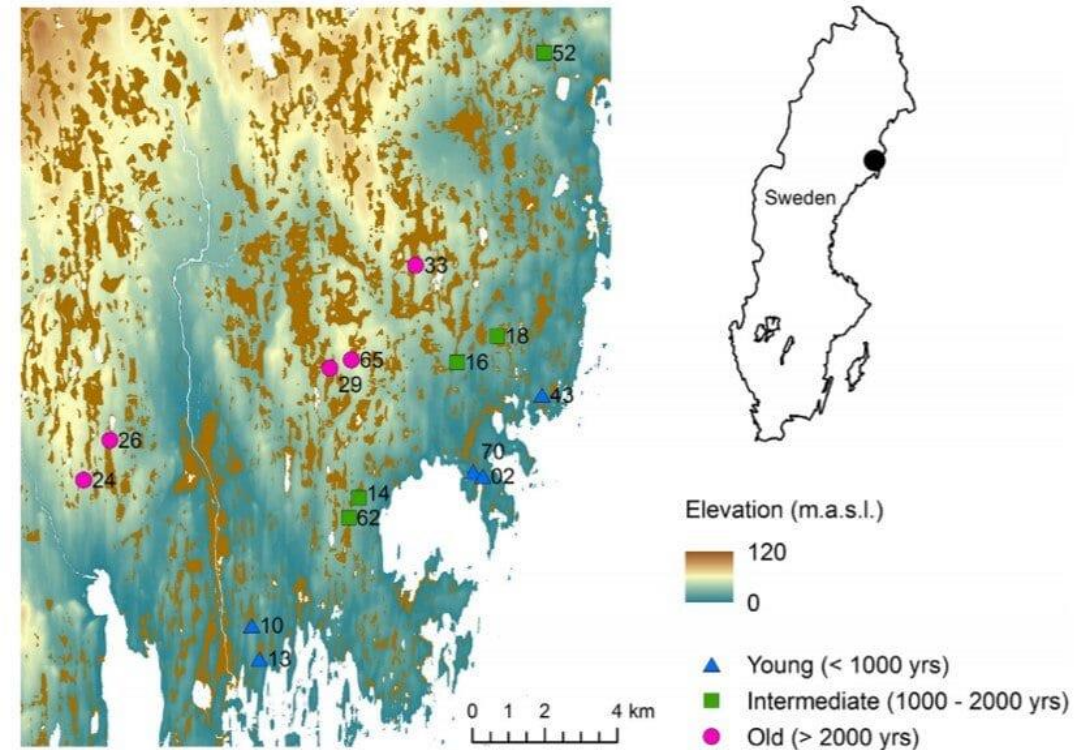 52
33
18
65
16
29
43
26
70
24
02
14
62
10
13
0 1 2 4 km
Sweden
Elevation (m.a.s.l.)
120
0
Young (< 1000 yrs)
Intermediate (1000 - 2000 yrs)
Old (> 2000 yrs)